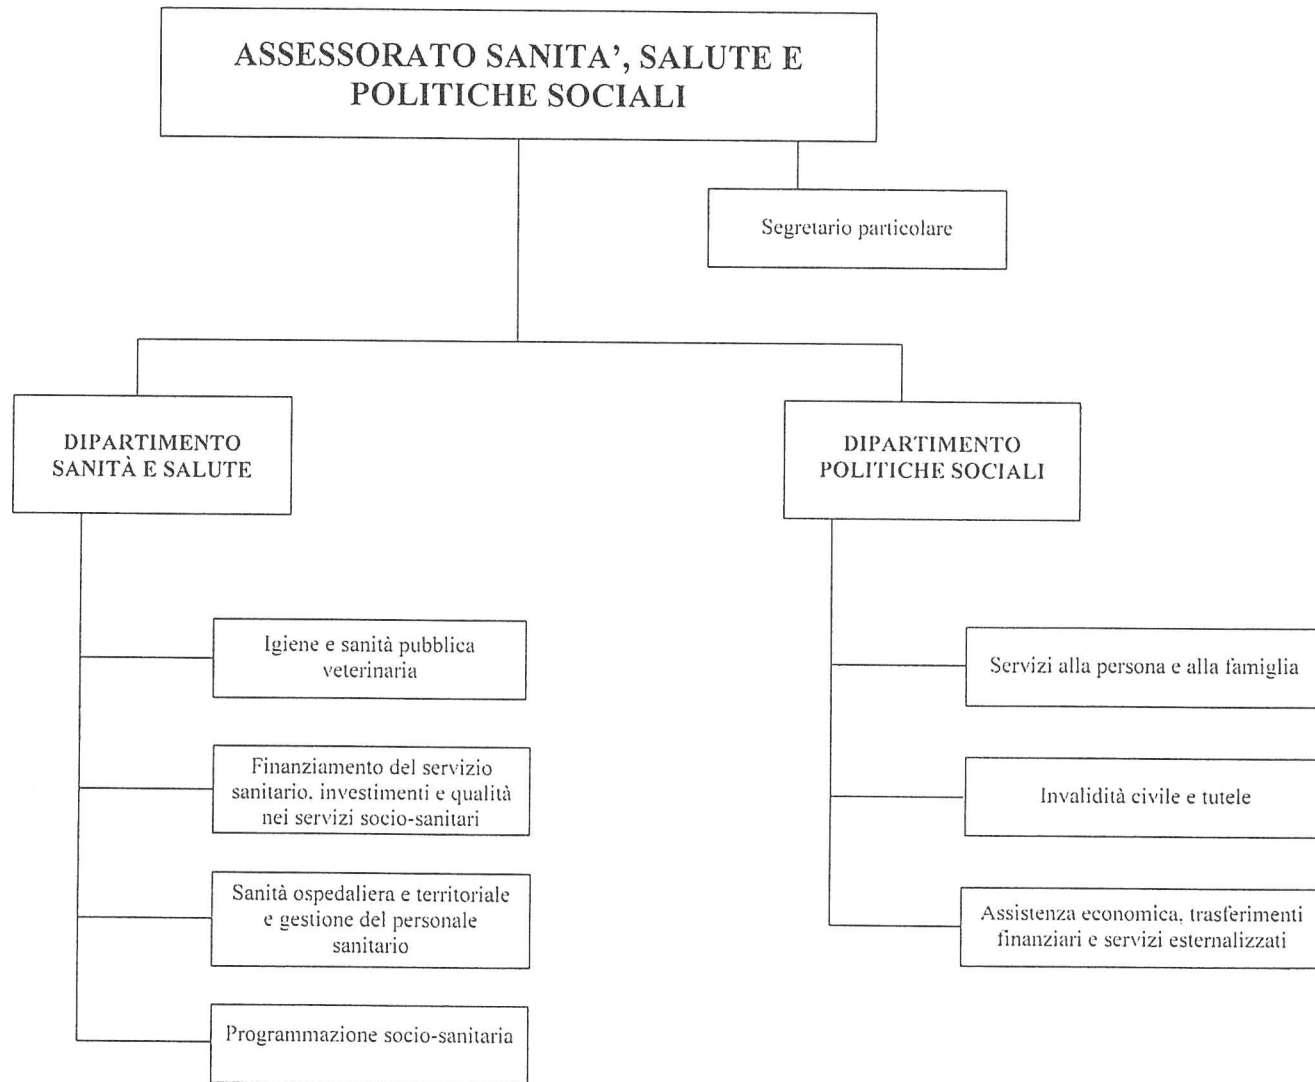 ASSESSORATO SANITA’, SALUTE E
POLITICHE SOCIALI
Segretario particolare
DIPARTIMENTO
SANITÀ E SALUTE
DIPARTIMENTO
POLITICHE SOCIALI
Igiene e sanità pubblica
veterinaria
Finanziamento del servizio
sanitario, investimenti e qualità
nei servizi socio-sanitari
Sanità ospedaliera e territoriale
e gestione del personale
sanitario
Programmazione socio-sanitaria
Servizi alla persona e alla famiglia
Invalidità civile e tutele
Assistenza economica, trasferimenti
finanziari e servizi esternalizzati